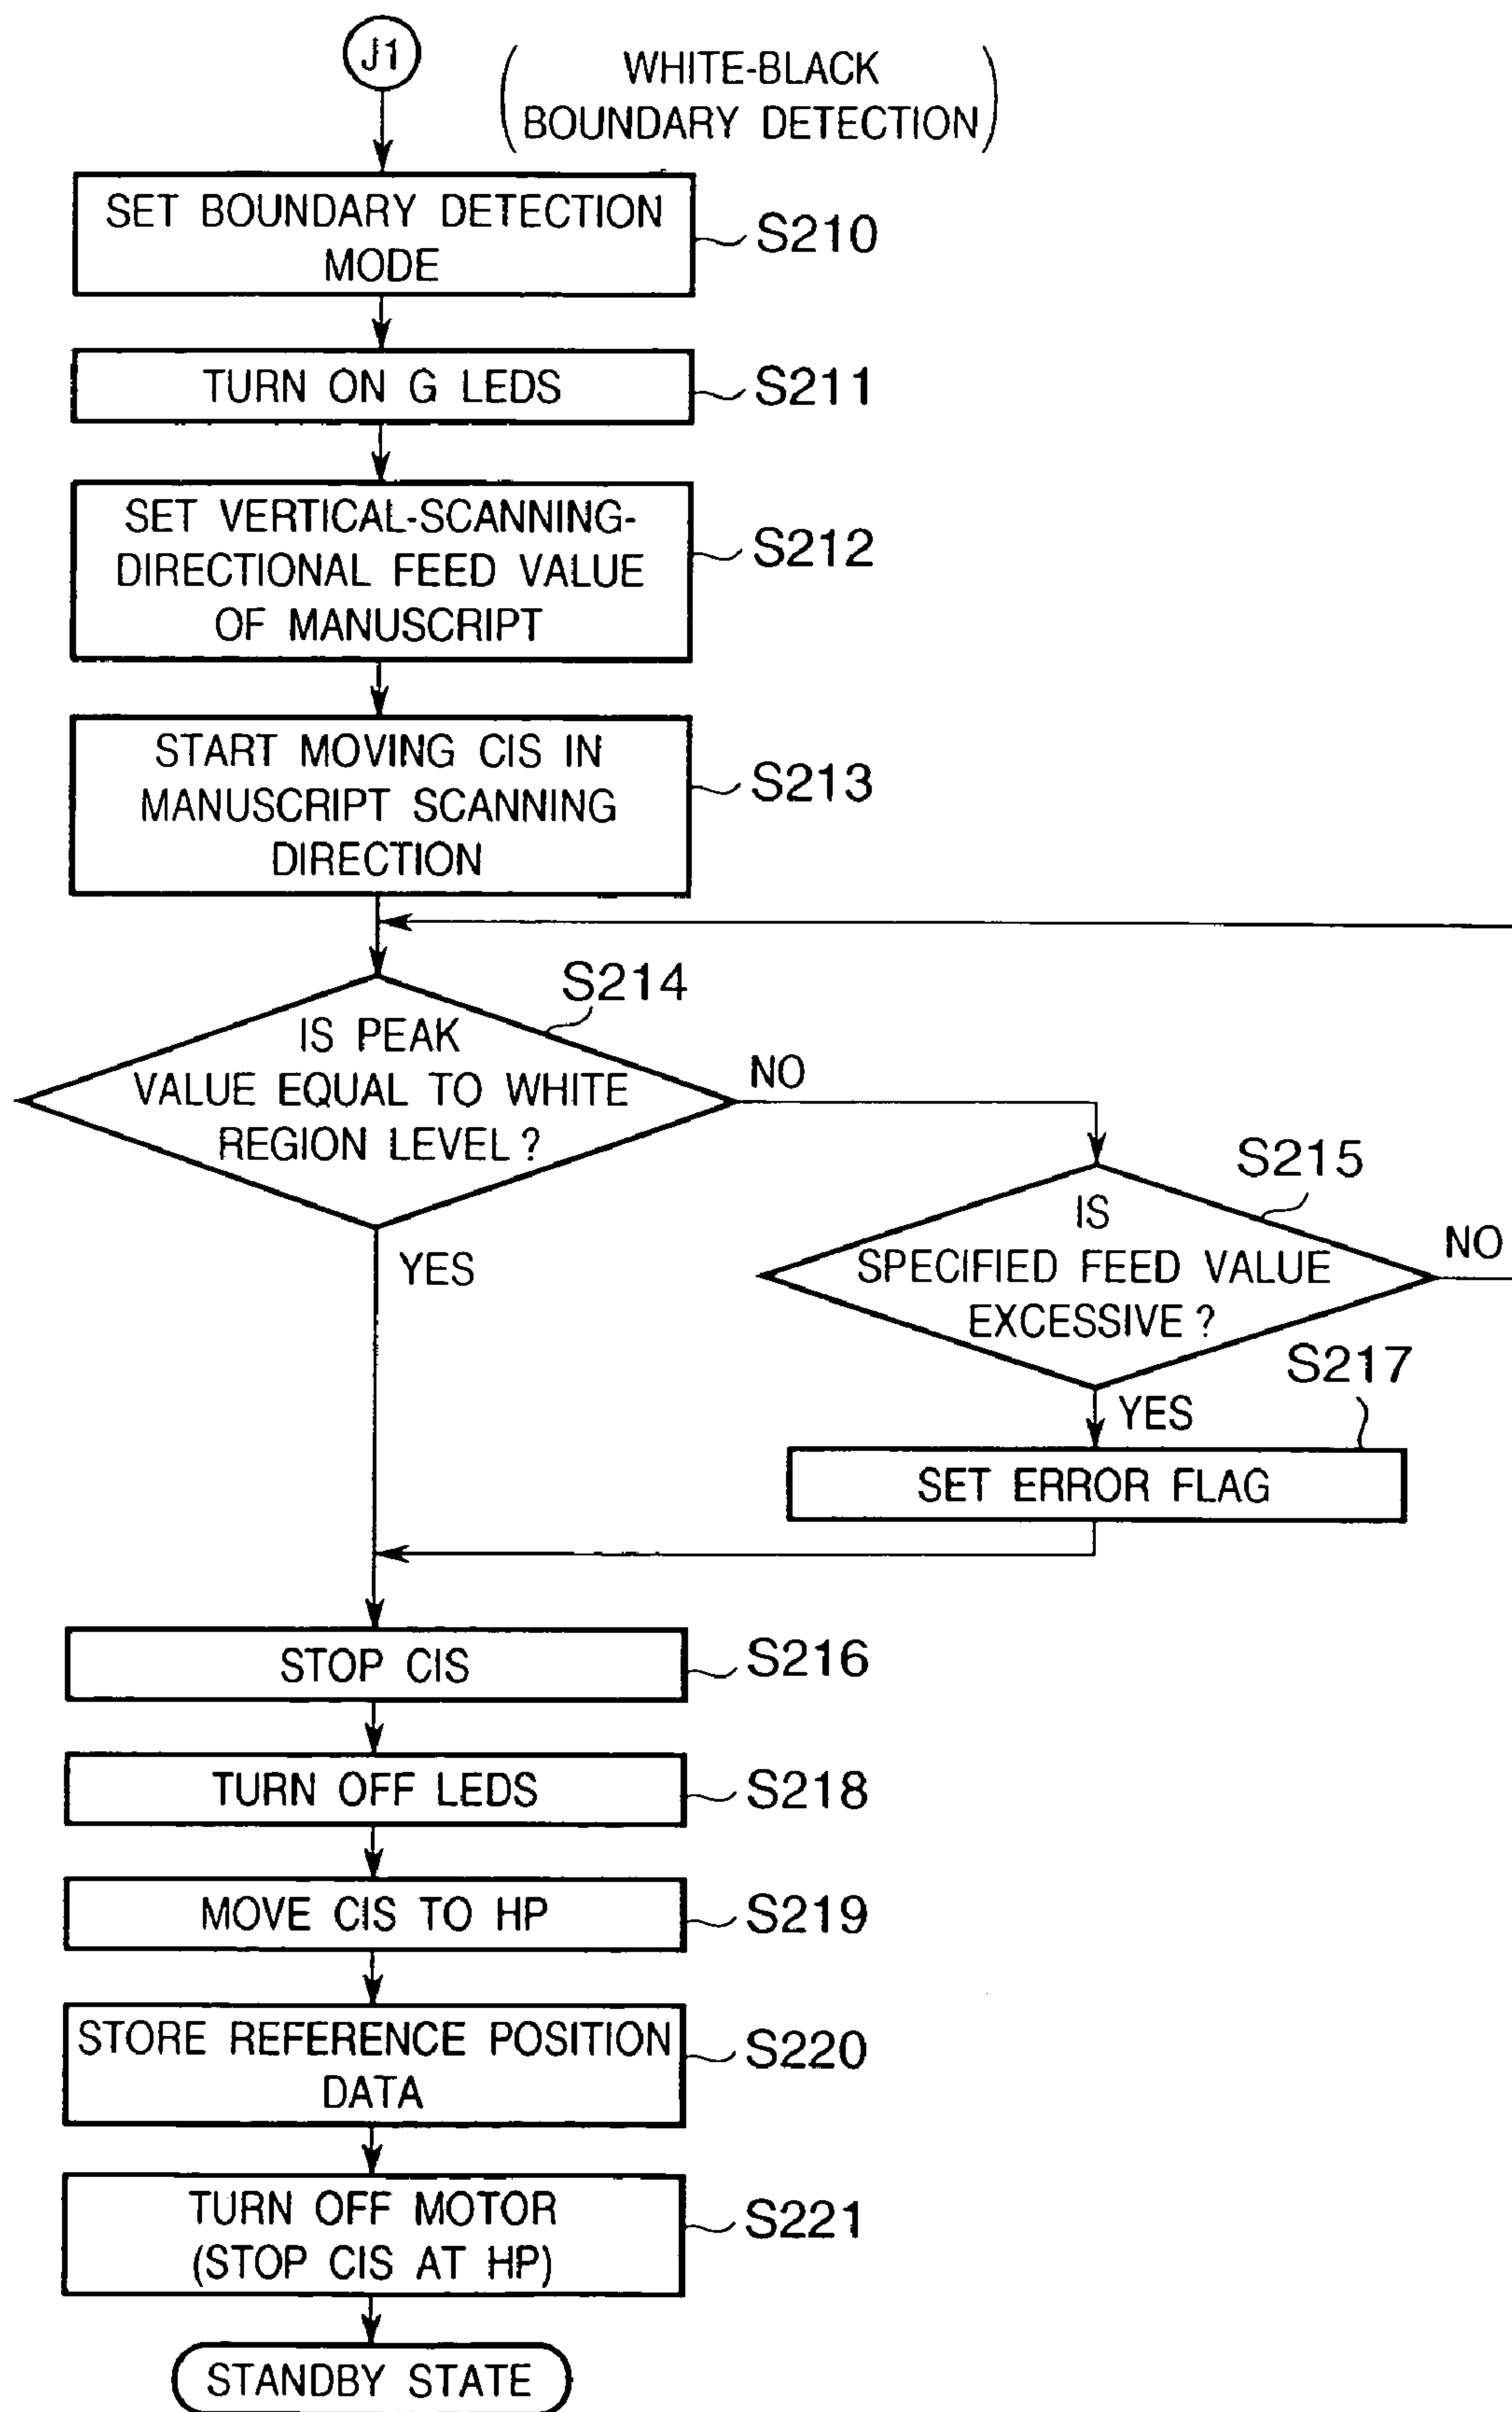 J1
WHITE-BLACK
BOUNDARY DETECTION
SET BOUNDARY DETECTION
MODE
S210
TURN ON G LEDS
S211
SET VERTICAL-SCANNING-
DIRECTIONAL FEED VALUE
OF MANUSCRIPT
S212
START MOVING CIS IN
MANUSCRIPT SCANNING
DIRECTION
S213
S214
IS PEAK
VALUE EQUAL TO WHITE
REGION LEVEL?
NO
YES
S215
IS
SPECIFIED FEED VALUE
EXCESSIVE?
NO
YES
S217
SET ERROR FLAG
STOP CIS
S216
TURN OFF LEDS
S218
MOVE CIS TO HP
S219
STORE REFERENCE POSITION
DATA
S220
TURN OFF MOTOR
(STOP CIS AT HP)
S221
STANDBY STATE